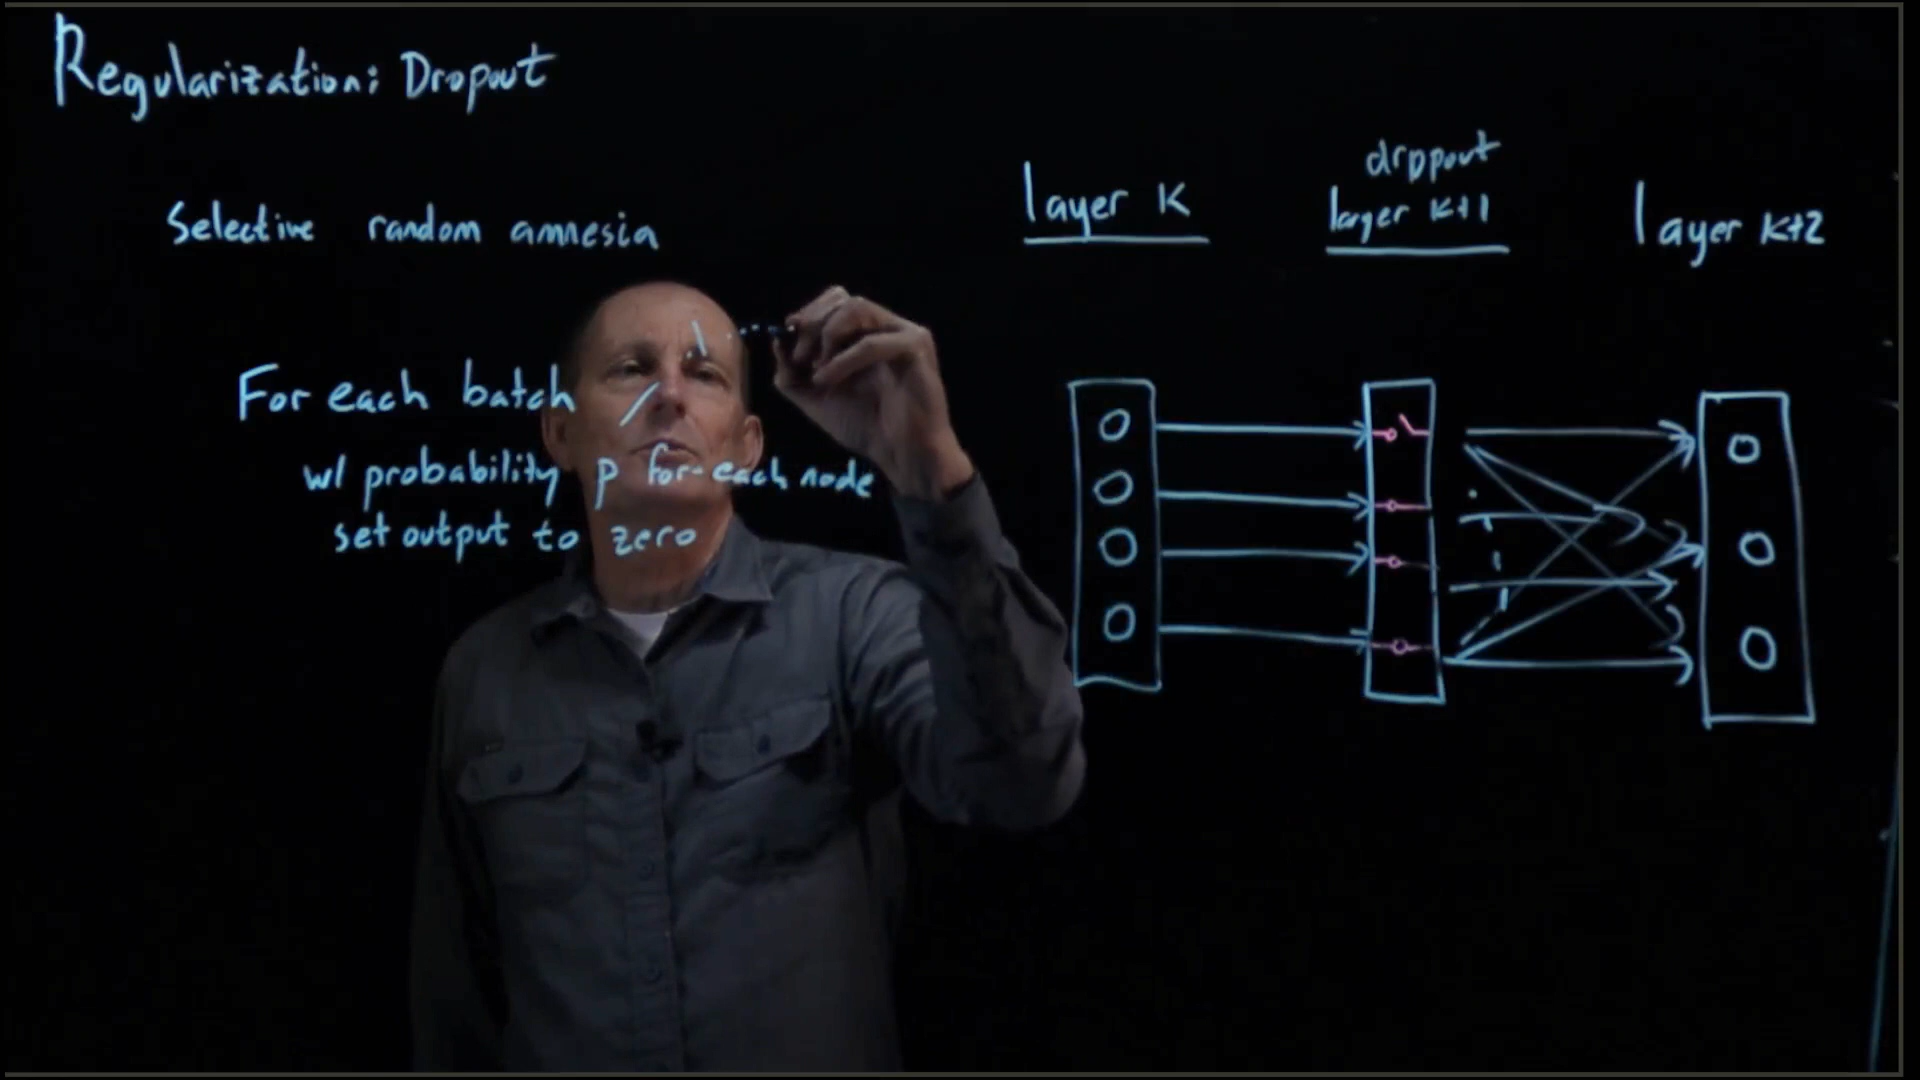 Regularization: Dropout
Selective random amnesia
For each batch
w/ probability p for each node
set output to zero
layer K
dropout
layer K+1
layer K+2